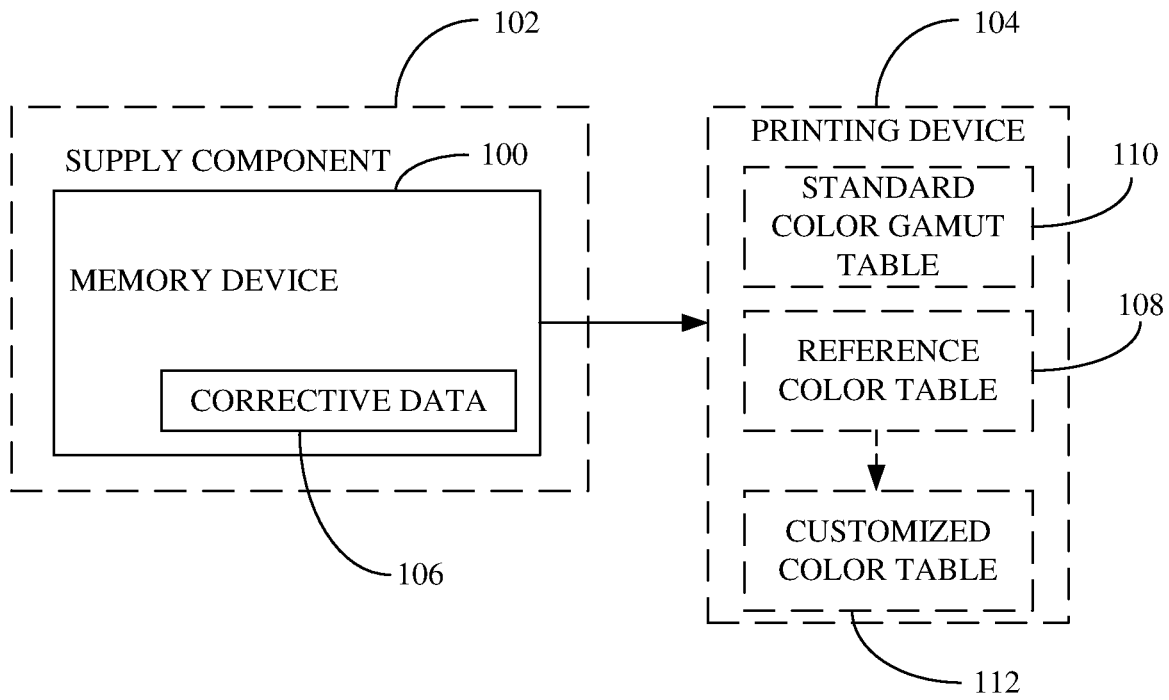 102
104
SUPPLY COMPONENT
100
MEMORY DEVICE
CORRECTIVE DATA
106
PRINTING DEVICE
110
STANDARD
COLOR GAMUT
TABLE
108
REFERENCE
COLOR TABLE
CUSTOMIZED
COLOR TABLE
112